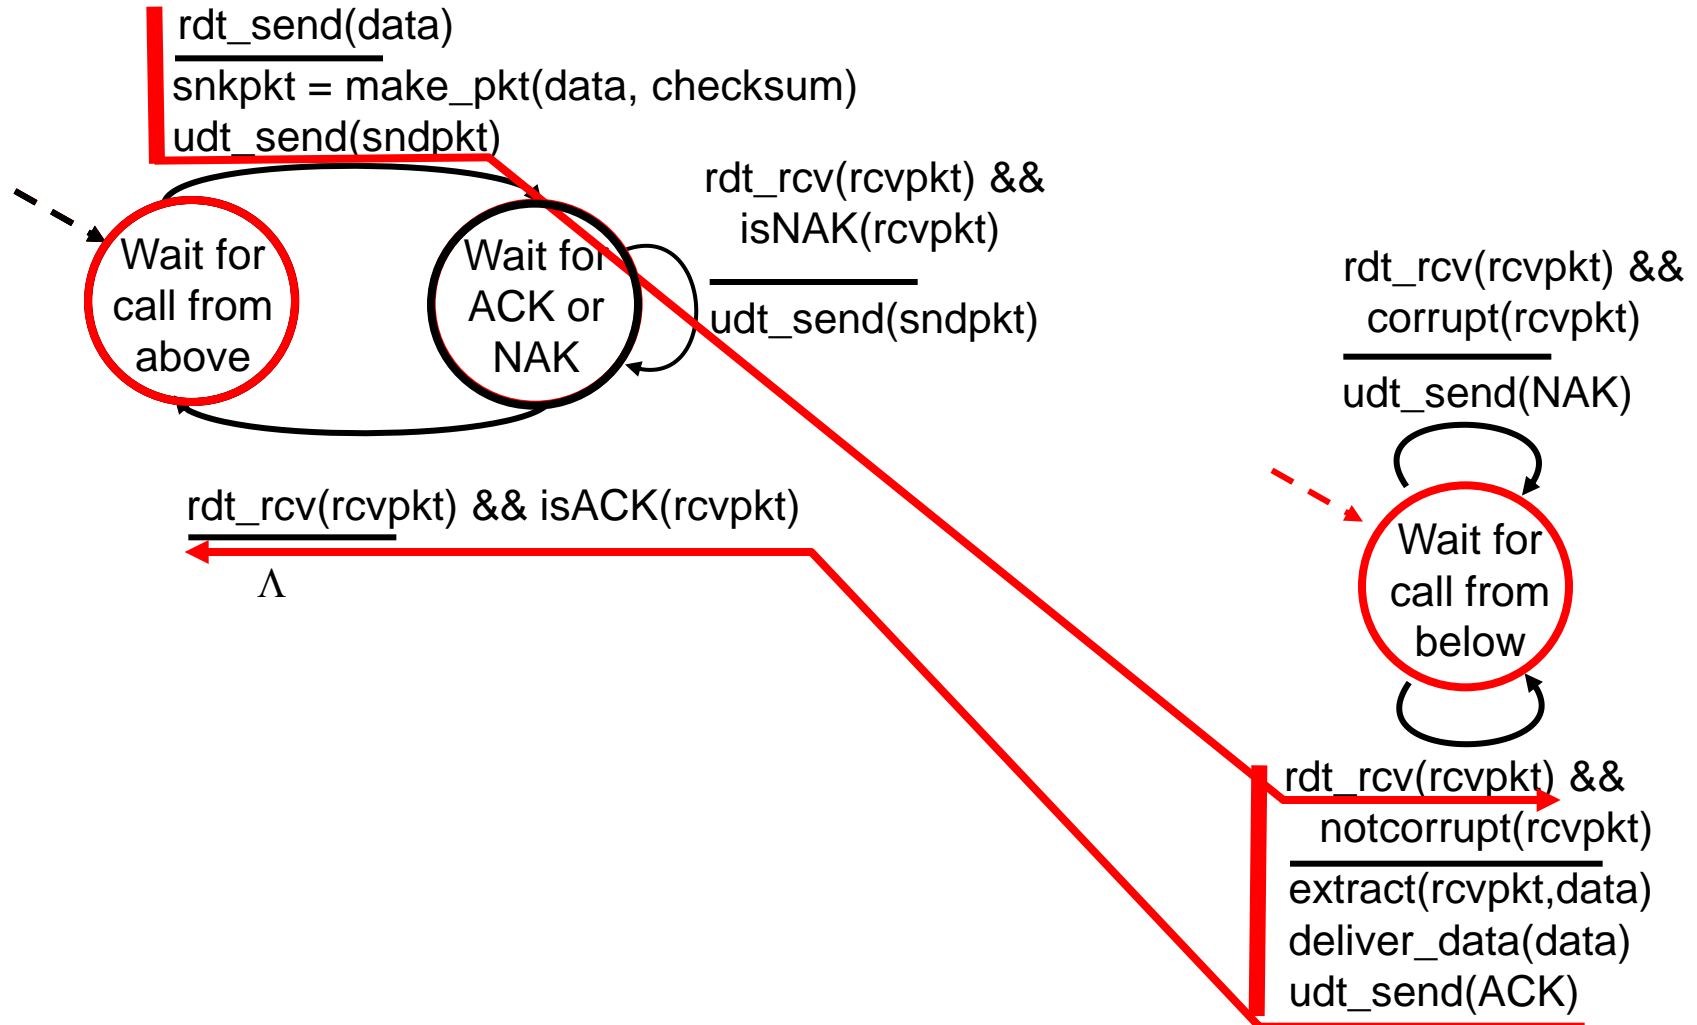 rdt_send(data)
snkpkt = make_pkt(data, checksum)
udt_send(sndpkt)
Wait for
call from
above
Wait for
ACK or
NAK
rdt_rcv(rcvpkt) &&
isNAK(rcvpkt)
udt_send(sndpkt)
rdt_rcv(rcvpkt) && isACK(rcvpkt)
Λ
rdt_rcv(rcvpkt) &&
corrupt(rcvpkt)
udt_send(NAK)
Wait for
call from
below
rdt_rcv(rcvpkt) &&
notcorrupt(rcvpkt)
extract(rcvpkt,data)
deliver_data(data)
udt_send(ACK)